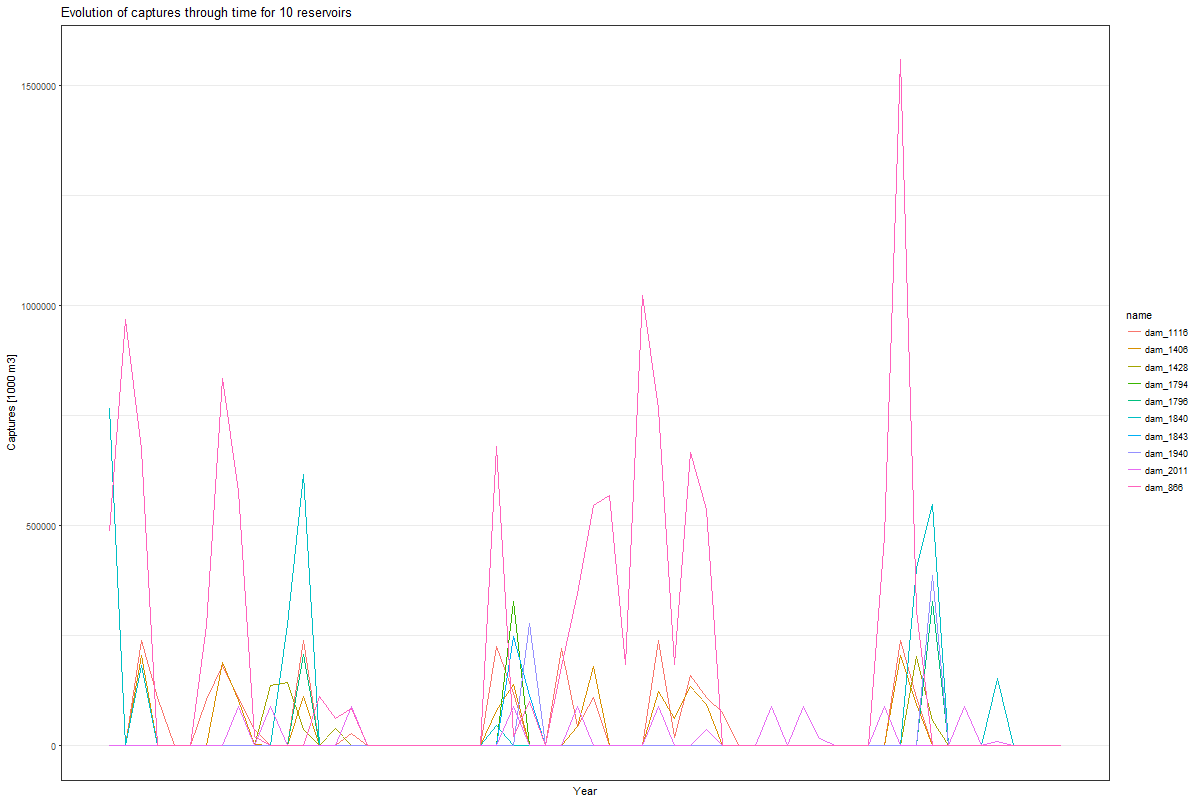 Evolution of captures through time for 10 reservoirs
1500000
1000000
500000
0
Captures [1000 m3]
Year
name
dam_1116
dam_1406
dam_1428
dam_1794
dam_1796
dam_1840
dam_1843
dam_1940
dam_2011
dam_866